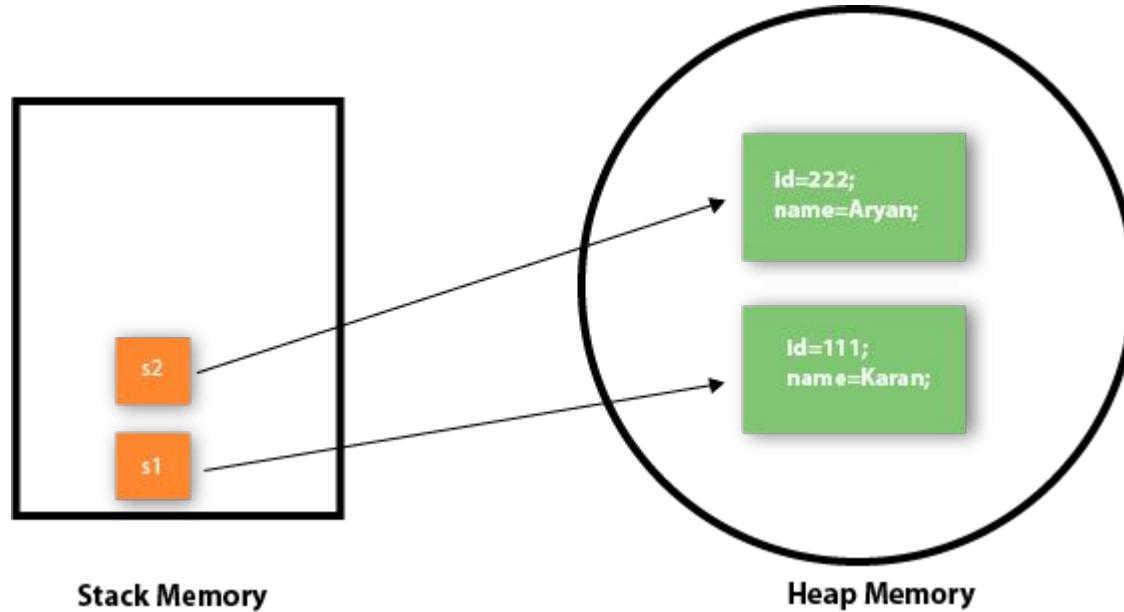 id=222;
name=Aryan;
s2
id=111;
name=Karan;
s1
Stack Memory
Heap Memory